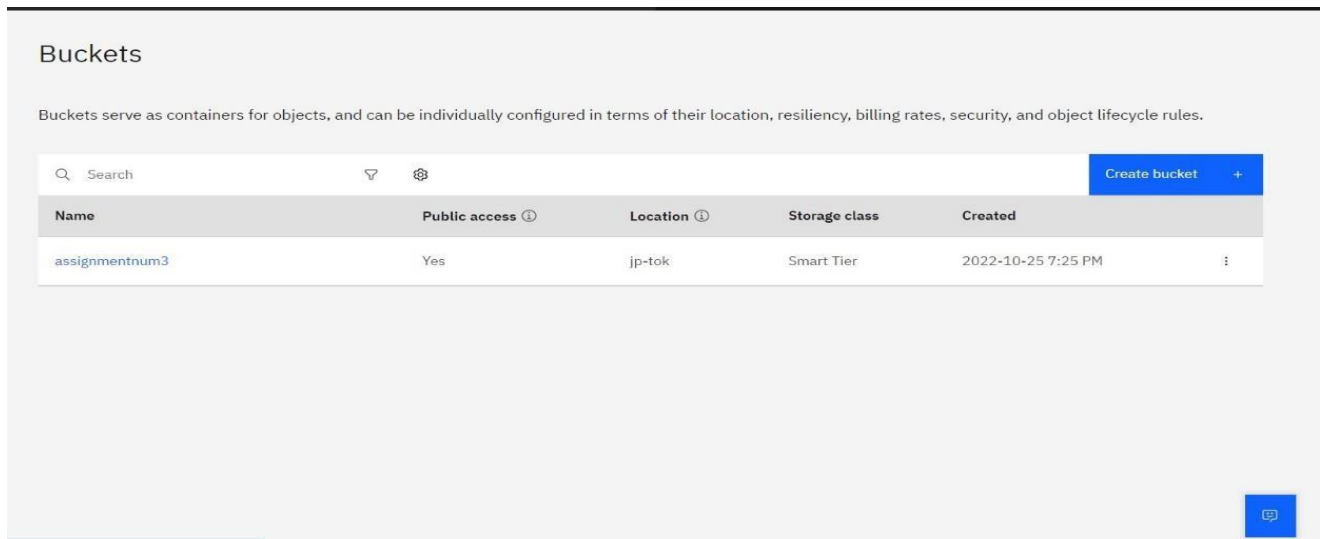 Buckets
Buckets serve as containers for objects, and can be individually configured in terms of their location, resiliency, billing rates, security, and object lifecycle rules.
Search Create bucket +
Name Public access Location Storage class Created
assignmentnum3 Yes jp-tok Smart Tier 2022-10-25 7:25 PM